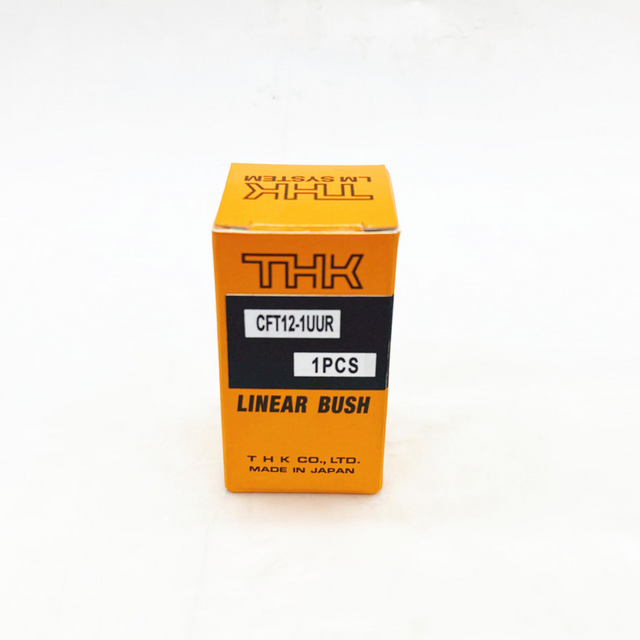 THK
LM SYSTEM
THK
CFT12-1UUR
1PCS
LINEAR BUSH
T H K CO., LTD.
MADE IN JAPAN